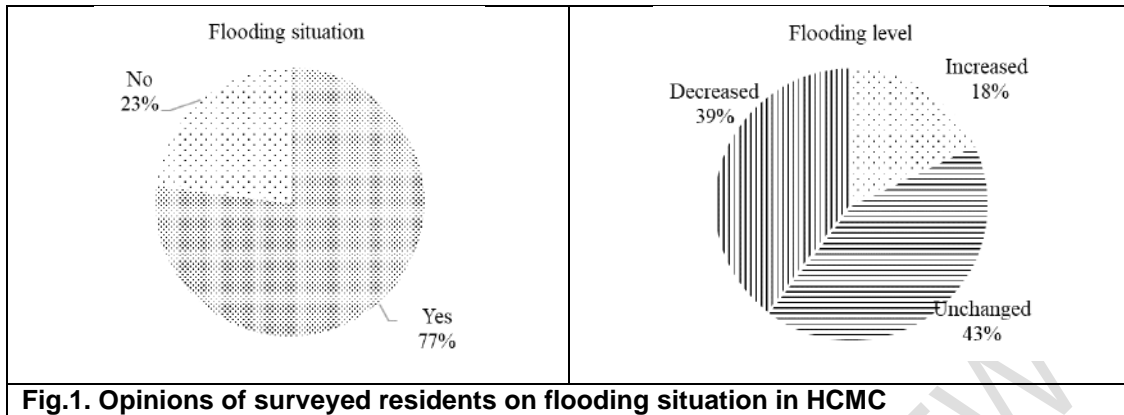 Flooding situation
No
23%
Yes
77%
Flooding level
Increased
18%
Decreased
39%
Unchanged
43%
Fig.1. Opinions of surveyed residents on flooding situation in HCMC